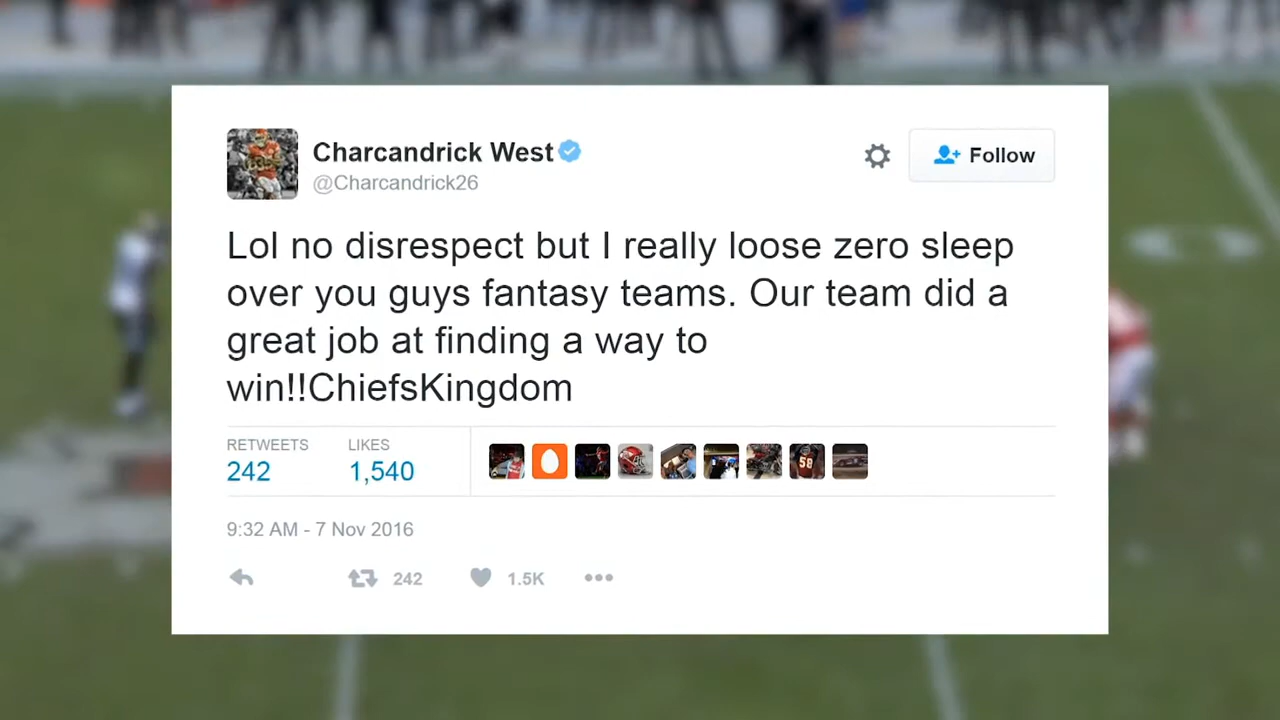 Charcandrick West
@Charcandrick26
Follow
Lol no disrespect but I really loose zero sleep
over you guys fantasy teams. Our team did a
great job at finding a way to
win!!ChiefsKingdom
RETWEETS
LIKES
242
1,540
58
9:32 AM - 7 Nov 2016
242
1.5K